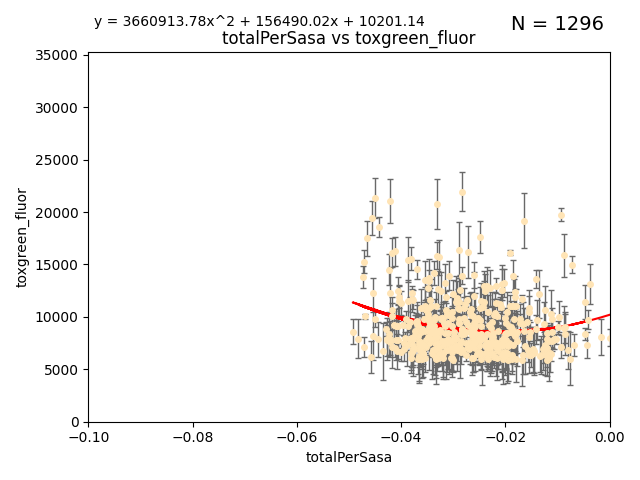 y = 3660913.78x^2 + 156490.02x + 10201.14
N = 1296
totalPerSasa vs toxgreen_fluor
35000
30000
25000
20000
15000
10000
5000
0
toxgreen_fluor
−0.10
−0.08
−0.06
−0.04
−0.02
0.00
totalPerSasa